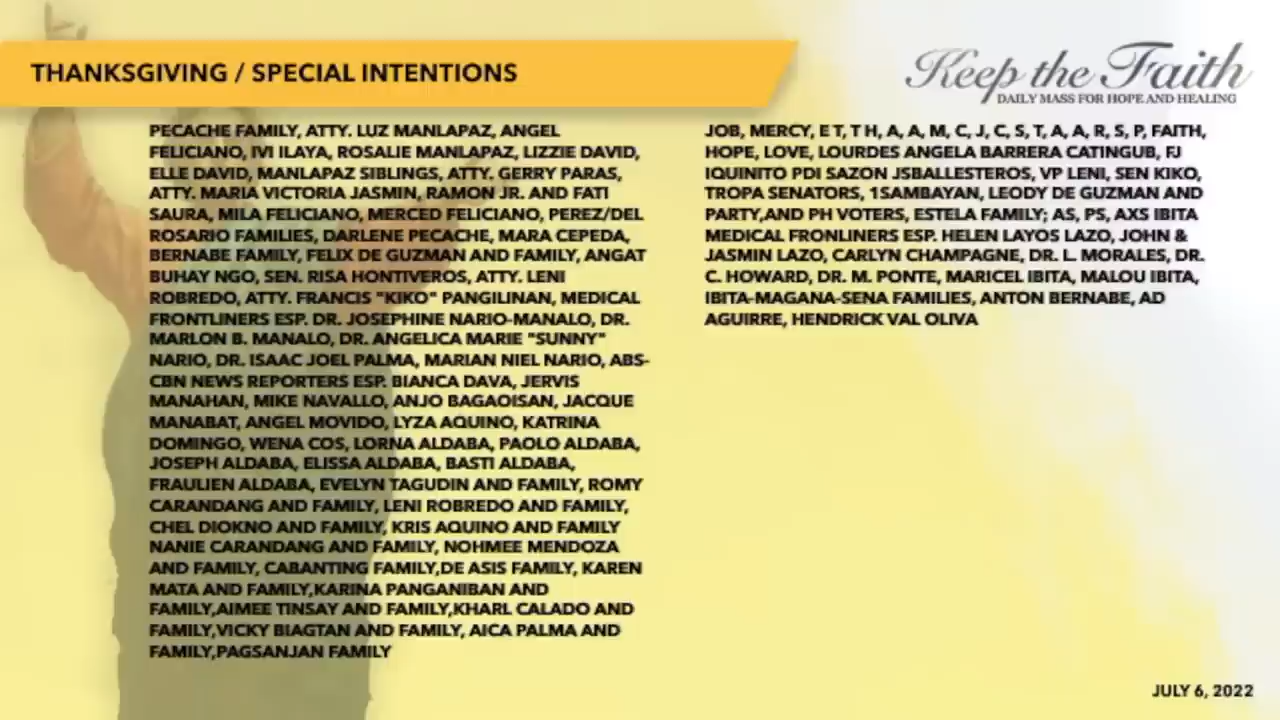 THANKSGIVING / SPECIAL INTENTIONS
Keep the Faith
DAILY MASS FOR HOPE AND HEALING
PECACHE FAMILY, ATTY. LUZ MANLAPAZ, ANGEL
FELICIANO, IVI ILAYA, ROSALIE MANLAPAZ, LIZZIE DAVID,
ELLE DAVID, MANLAPAZ SIBLINGS, ATTY. GERRY PARAS,
ATTY. MARIA VICTORIA JASMIN, RAMON JR. AND FATI
SAURA, MILA FELICIANO, MERCED FELICIANO, PEREZ/DEL
ROSARIO FAMILIES, DARLENE PECACHE, MARA CEPEDA,
BERNABE FAMILY, FELIX DE GUZMAN AND FAMILY, ANGAT
BUHAY NGO, SEN. RISA HONTIVEROS, ATTY. LENI
ROBREDO, ATTY. FRANCIS "KIKO" PANGILINAN, MEDICAL
FRONTLINERS ESP. DR. JOSEPHINE NARIO-MANALO, DR.
MARLON B. MANALO, DR. ANGELICA MARIE "SUNNY"
NARIO, DR. ISAAC JOEL PALMA, MARIAN NIEL NARIO, ABS-
CBN NEWS REPORTERS ESP. BIANCA DAVA, JERVIS
MANAHAN, MIKE NAVALLO, ANJO BAGAOISAN, JACQUE
MANABAT, ANGEL MOVIDO, LYZA AQUINO, KATRINA
DOMINGO, WENA COS, LORNA ALDABA, PAOLO ALDABA,
JOSEPH ALDABA, ELISSA ALDABA, BASTI ALDABA,
FRAULIEN ALDABA, EVELYN TAGUDIN AND FAMILY, ROMY
CARANDANG AND FAMILY, LENI ROBREDO AND FAMILY,
CHEL DIOKNO AND FAMILY, KRIS AQUINO AND FAMILY
NANIE CARANDANG AND FAMILY, NOHMEE MENDOZA
AND FAMILY, CABANTING FAMILY,DE ASIS FAMILY, KAREN
MATA AND FAMILY,KARINA PANGANIBAN AND
FAMILY,AIMEE TINSAY AND FAMILY,KHARL CALADO AND
FAMILY,VICKY BIAGTAN AND FAMILY, AICA PALMA AND
FAMILY,PAGSANJAN FAMILY
JOB, MERCY, E T, T H, A, A, M, C, J, C, S, T, A, A, R, S, P, FAITH,
HOPE, LOVE, LOURDES ANGELA BARRERA CATINGUB, FJ
IQUINITO PDI SAZON JSBALLESTEROS, VP LENI, SEN KIKO,
TROPA SENATORS, 1SAMBAYAN, LEODY DE GUZMAN AND
PARTY,AND PH VOTERS, ESTELA FAMILY; AS, PS, AXS IBITA
MEDICAL FRONLINERS ESP. HELEN LAYOS LAZO, JOHN &
JASMIN LAZO, CARLYN CHAMPAGNE, DR. L. MORALES, DR.
C. HOWARD, DR. M. PONTE, MARICEL IBITA, MALOU IBITA,
IBITA-MAGANA-SENA FAMILIES, ANTON BERNABE, AD
AGUIRRE, HENDRICK VAL OLIVA
JULY 6, 2022